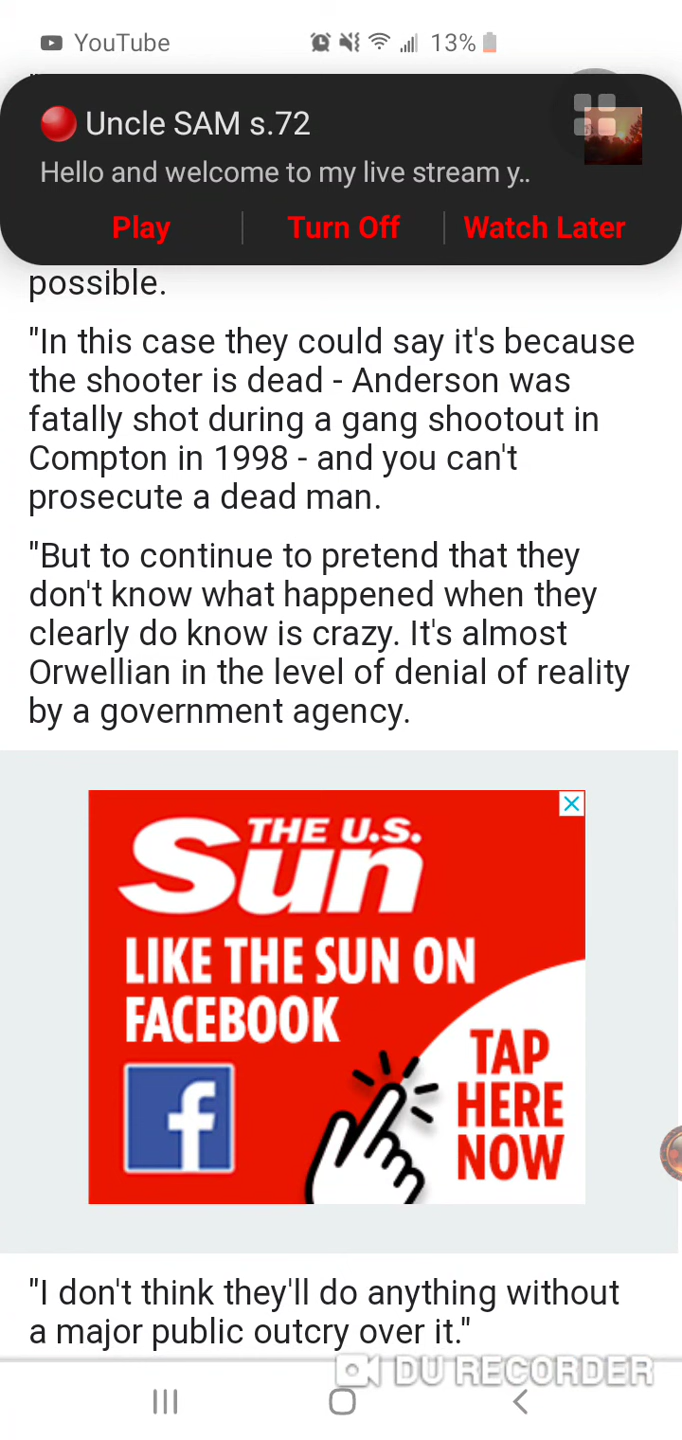 YouTube 13%
Uncle SAM s.72
Hello and welcome to my live stream y..
Play Turn Off Watch Later
possible.
"In this case they could say it's because
the shooter is dead - Anderson was
fatally shot during a gang shootout in
Compton in 1998 - and you can't
prosecute a dead man.
"But to continue to pretend that they
don't know what happened when they
clearly do know is crazy. It's almost
Orwellian in the level of denial of reality
by a government agency.
THE U.S.
Sun
LIKE THE SUN ON
FACEBOOK
f
TAP
HERE
NOW
"I don't think they'll do anything without
a major public outcry over it."
DU RECORDER